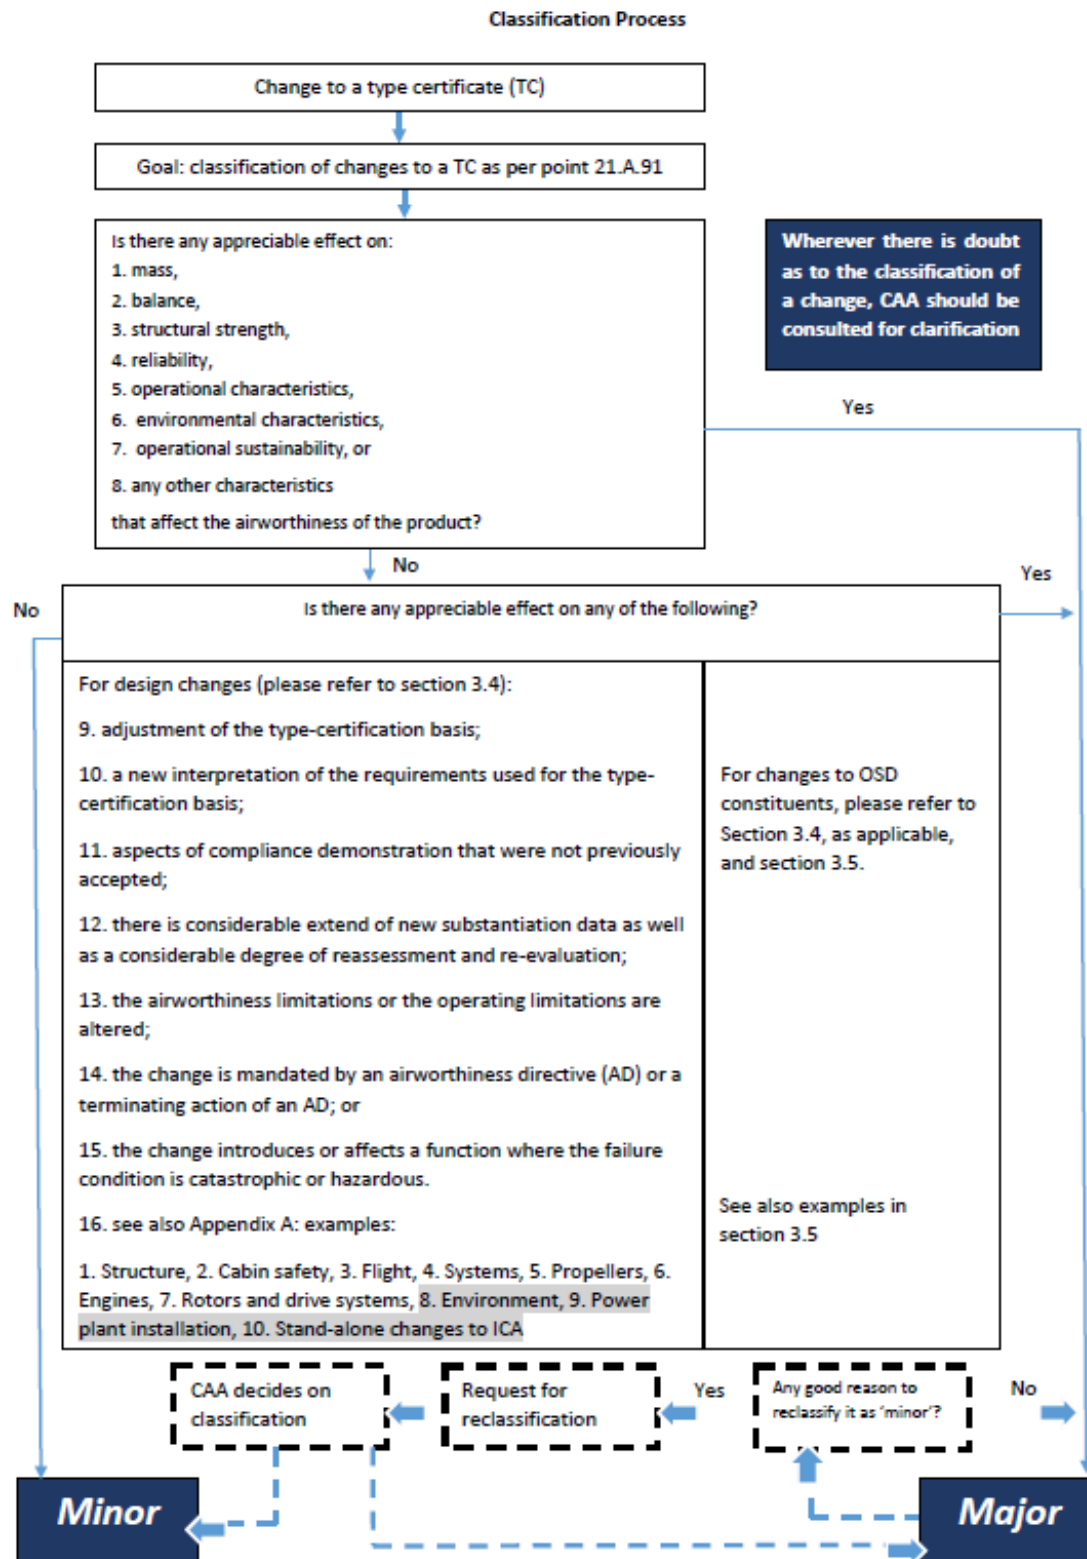 Classification Process
Change to a type certificate (TC)
Goal: classification of changes to a TC as per point 21.A.91
Is there any appreciable effect on:
1. mass,
2. balance,
3. structural strength,
4. reliability,
5. operational characteristics,
6. environmental characteristics,
7. operational sustainability, or
8. any other characteristics
that affect the airworthiness of the product?
Wherever there is doubt
as to the classification of
a change, CAA should be
consulted for clarification
Yes
No
Yes
No
Is there any appreciable effect on any of the following?
For design changes (please refer to section 3.4):
9. adjustment of the type-certification basis;
10. a new interpretation of the requirements used for the type-
certification basis;
11. aspects of compliance demonstration that were not previously
accepted;
12. there is considerable extend of new substantiation data as well
as a considerable degree of reassessment and re-evaluation;
13. the airworthiness limitations or the operating limitations are
altered;
14. the change is mandated by an airworthiness directive (AD) or a
terminating action of an AD; or
15. the change introduces or affects a function where the failure
condition is catastrophic or hazardous.
16. see also Appendix A: examples:
1. Structure, 2. Cabin safety, 3. Flight, 4. Systems, 5. Propellers, 6.
Engines, 7. Rotors and drive systems, 8. Environment, 9. Power
plant installation, 10. Stand-alone changes to ICA
For changes to OSD
constituents, please refer to
Section 3.4, as applicable,
and section 3.5.
See also examples in
section 3.5
CAA decides on
classification
Request for
reclassification
Yes
Any good reason to
reclassify it as 'minor'?
No
Minor
Major